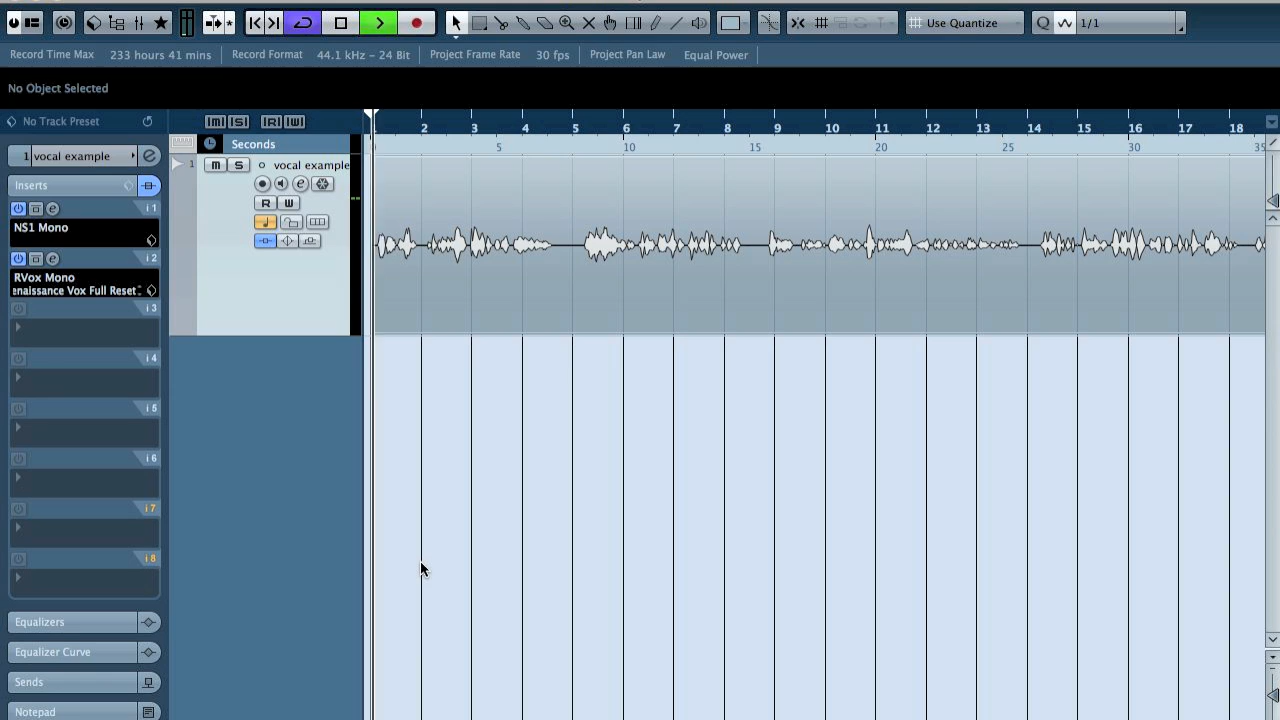 Use Quantize Q 1/1
Record Time Max 233 hours 41 mins Record Format 44.1 kHz – 24 Bit Project Frame Rate 30 fps Project Pan Law Equal Power
No Object Selected
No Track Preset M S R W
2 3 4 5 6 7 8 9 10 11 12 13 14 15 16 17 18
Seconds 5 10 15 20 25 30 35
1 vocal example
1 m S vocal example
Inserts e
R W
e i 1
NS1 Mono
e i 2
RVox Mono
enaissance Vox Full Reset
i 3
i 4
i 5
i 6
i 7
i 8
Equalizers
Equalizer Curve
Sends
Notepad